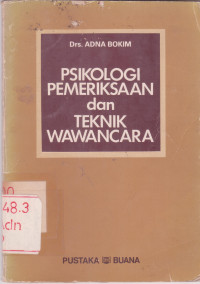 Drs. ADNA BOKIM
PSIKOLOGI
PEMERIKSAAN
dan
TEKNIK
WAWANCARA
48.3
PUSTAKA BUANA